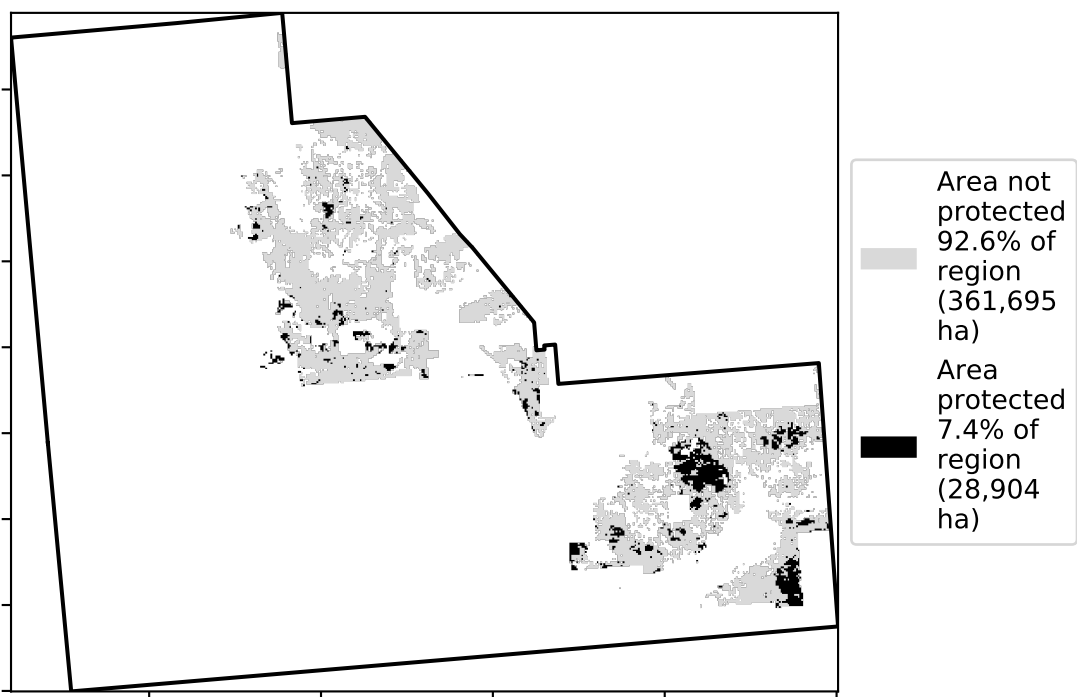 Area not
protected
92.6% of
region
(361,695
ha)
Area
protected
7.4% of
region
(28,904
ha)